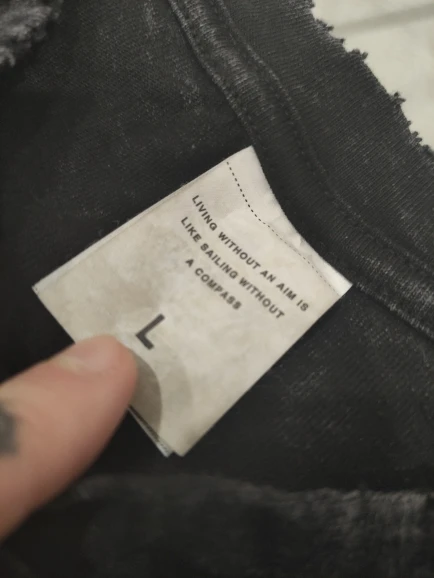 LIVING WITHOUT AN AIM IS
LIKE SAILING WITHOUT
A COMPASS
L